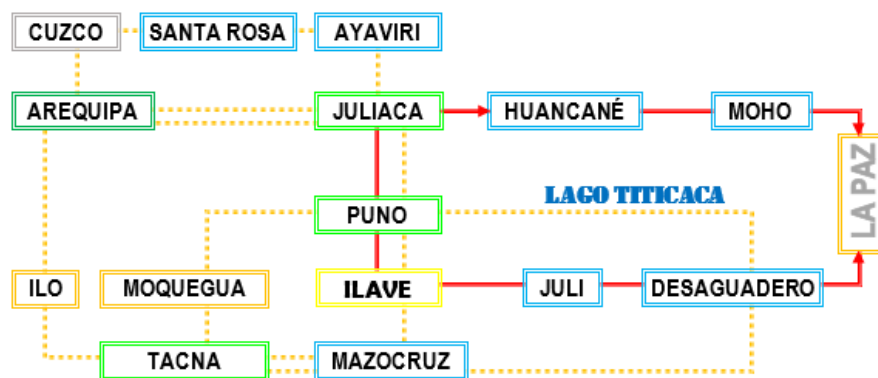 CUZCO
SANTA ROSA
AYAVIRI
AREQUIPA
JULIACA
HUANCANÉ
MOHO
LA PAZ
LAGO TITICACA
PUNO
ILO
MOQUEGUA
ILAVE
JULI
DESAGUADERO
TACNA
MAZOCRUZ